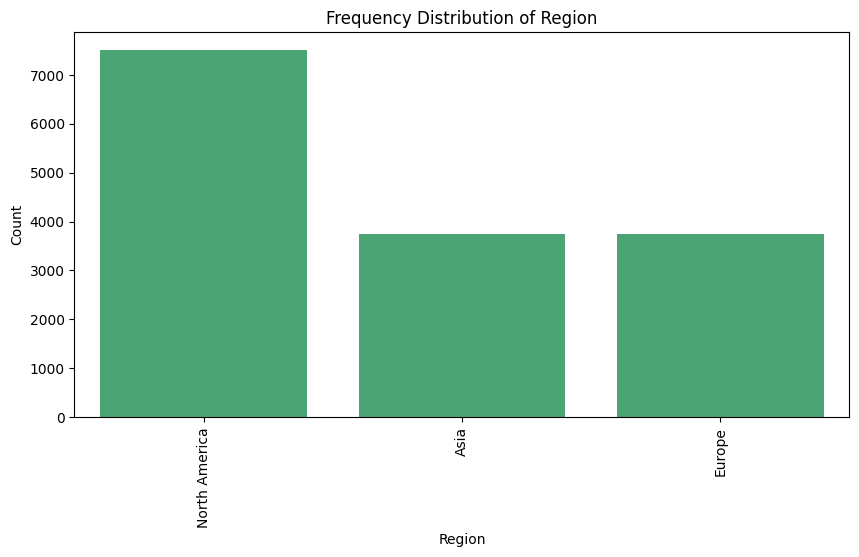 Frequency Distribution of Region
Count
7000
6000
5000
4000
3000
2000
1000
0
North America
Asia
Europe
Region